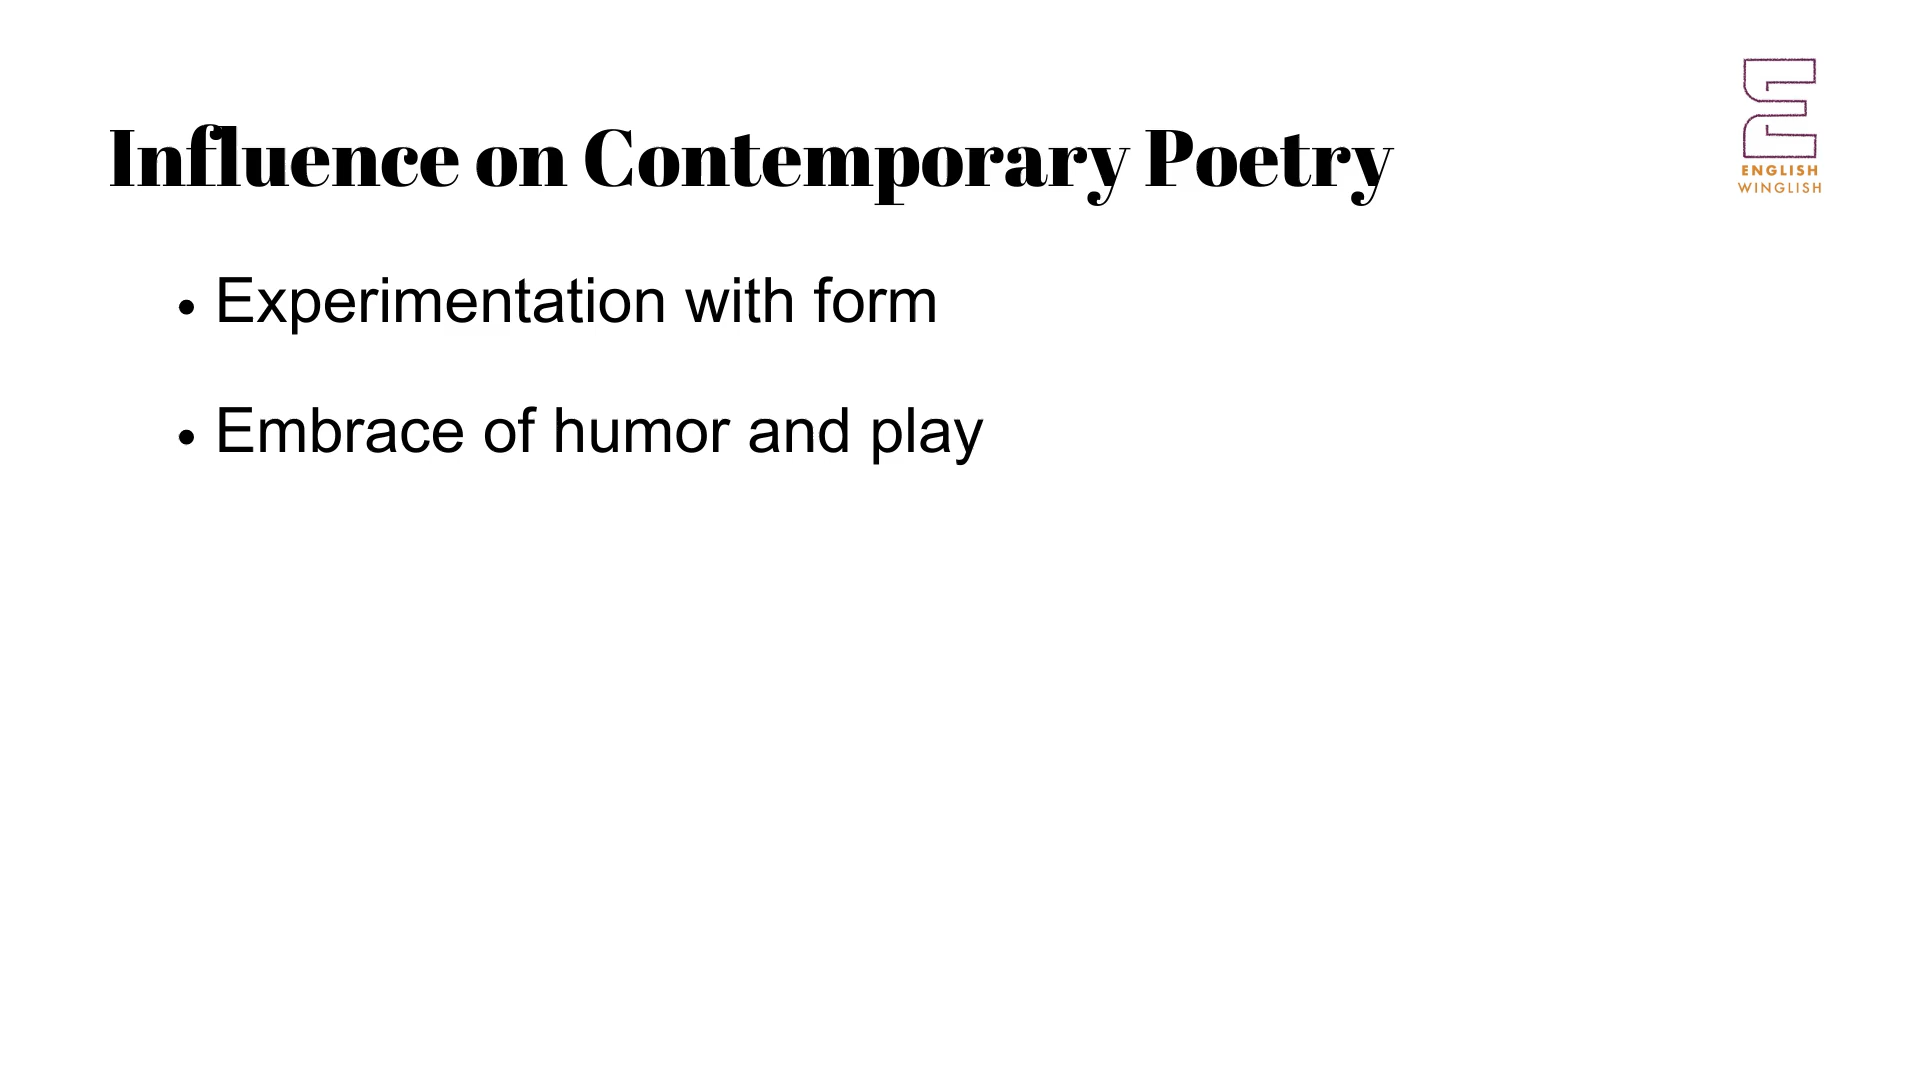 Influence on Contemporary Poetry
ENGLISH
WINGLISH
• Experimentation with form
• Embrace of humor and play